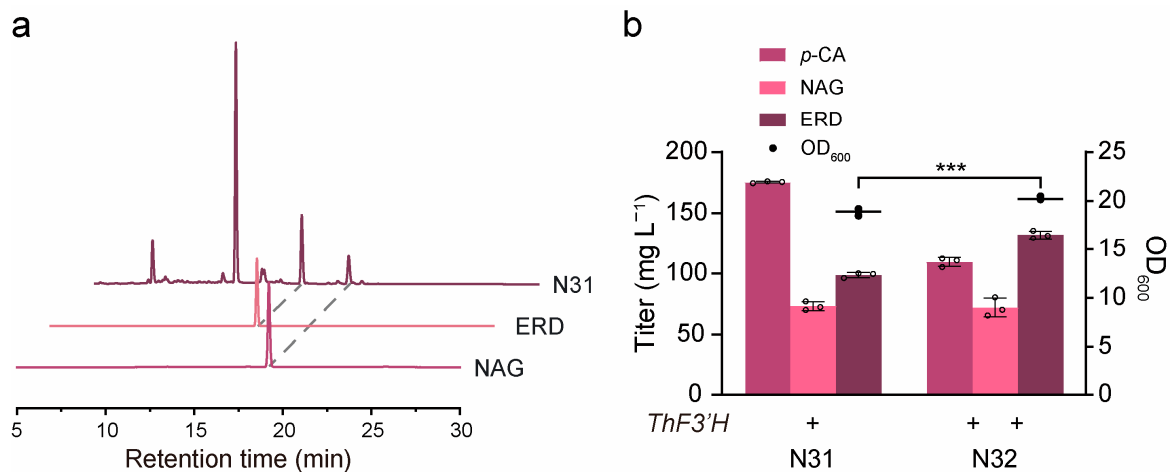 a
N31
ERD
NAG
5 10 15 20 25 30
Retention time (min)
b
p-CA
NAG
ERD
OD600
***
200
150
100
50
0
Titer (mg L−1)
25
20
15
10
5
0
OD600
ThF3'H + + +
N31 N32